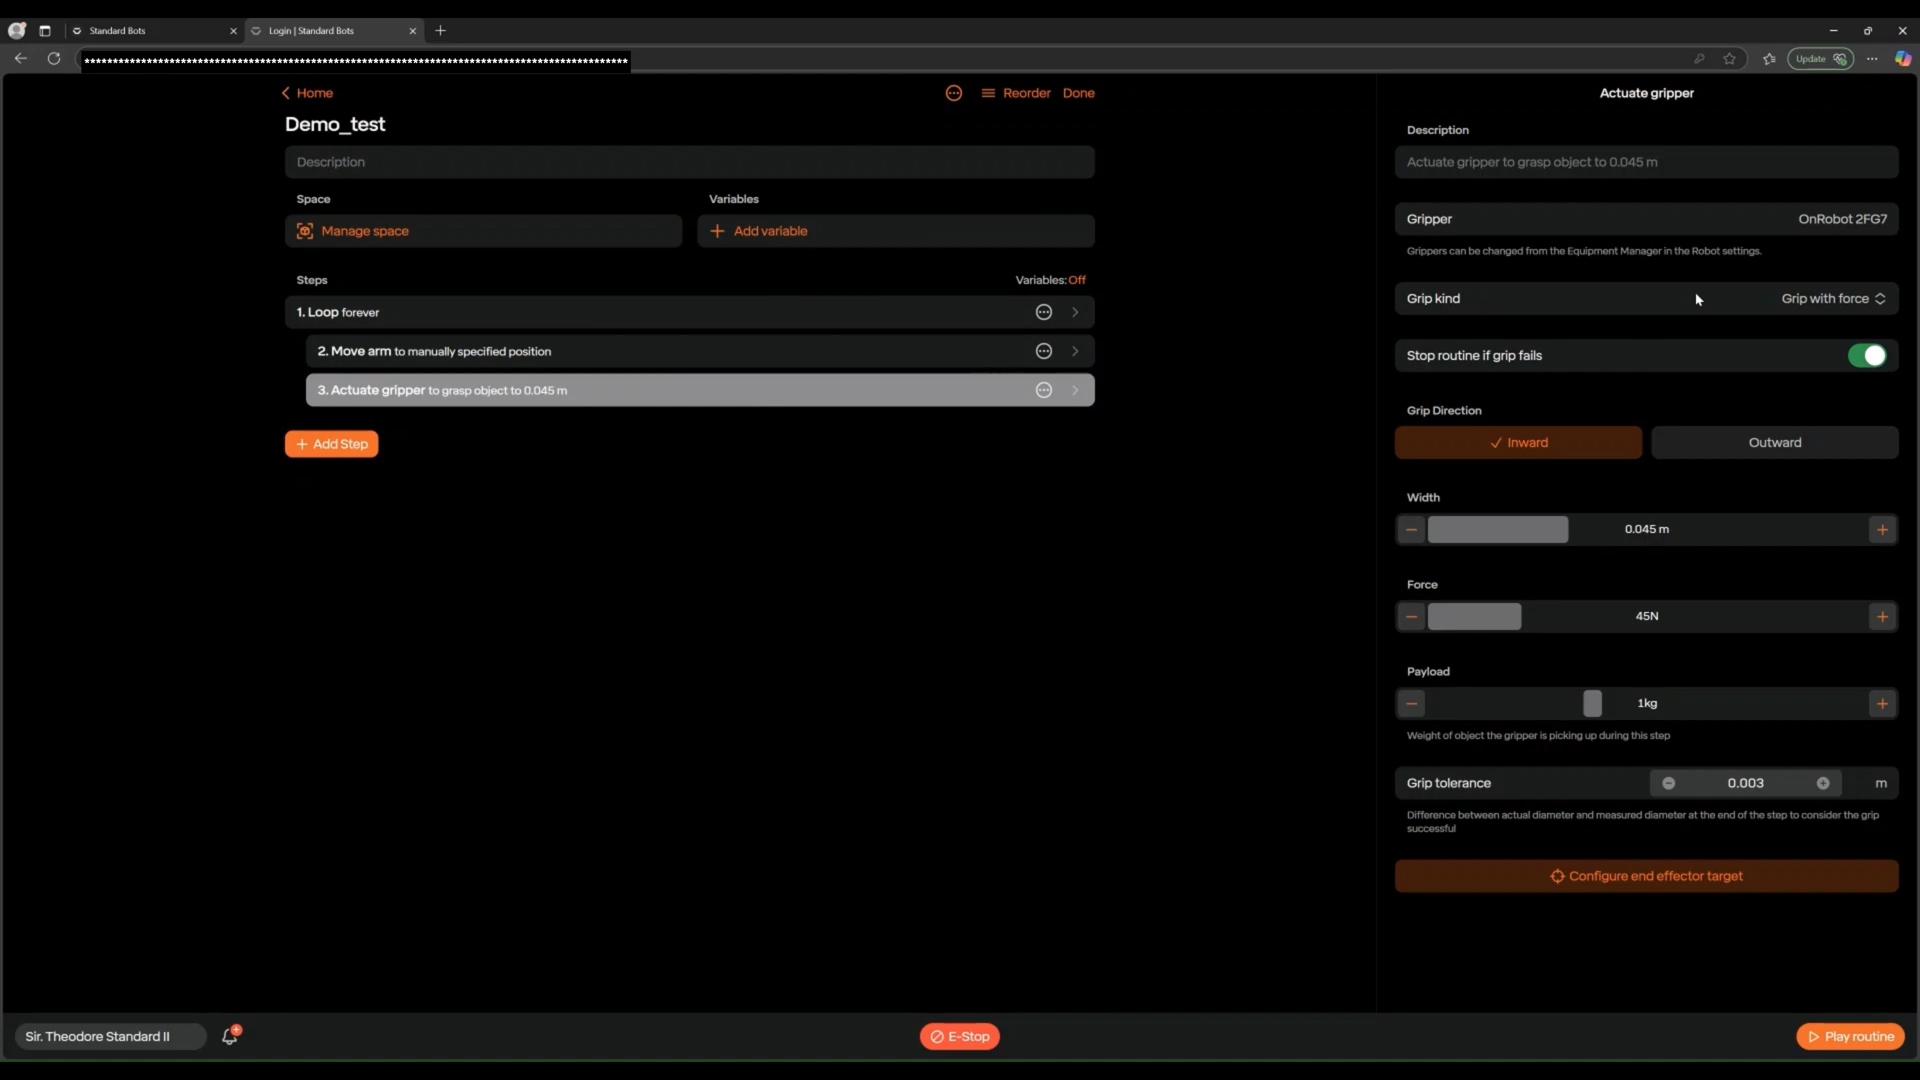 Standard Bots
Login | Standard Bots
Update
Home
Reorder
Done
Demo_test
Description
Space
Variables
Manage space
Add variable
Steps
Variables: Off
1. Loop forever
2. Move arm to manually specified position
3. Actuate gripper to grasp object to 0.045 m
Add Step
Actuate gripper
Description
Actuate gripper to grasp object to 0.045 m
Gripper
OnRobot 2FG7
Grippers can be changed from the Equipment Manager in the Robot settings.
Grip kind
Grip with force
Stop routine if grip fails
Grip Direction
Inward
Outward
Width
0.045 m
Force
45N
Payload
1kg
Weight of object the gripper is picking up during this step
Grip tolerance
0.003
m
Difference between actual diameter and measured diameter at the end of the step to consider the grip
successful
Configure end effector target
Sir. Theodore Standard II
E-Stop
Play routine